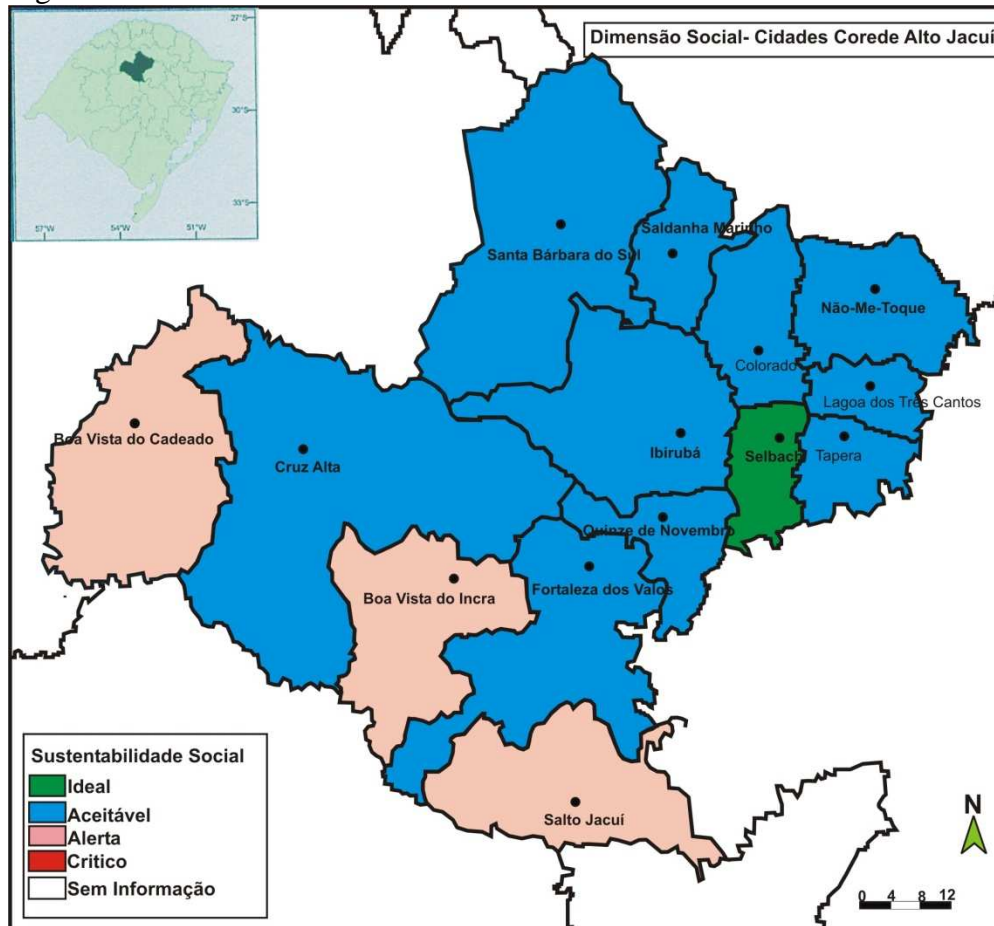 27°S
30°S
33°S
57°W
54°W
51°W
Dimensão Social- Cidades Corede Alto Jacuí
Saldanha Marinho
Santa Bárbara do Sul
Não-Me-Toque
Colorado
Lagoa dos Três Cantos
Boa Vista do Cadeado
Cruz Alta
Ibirubá
Selbach
Tapera
Quinze de Novembro
Fortaleza dos Valos
Boa Vista do Incra
Salto Jacuí
Sustentabilidade Social
Ideal
Aceitável
Alerta
Critico
Sem Informação
N
0 4 8 12